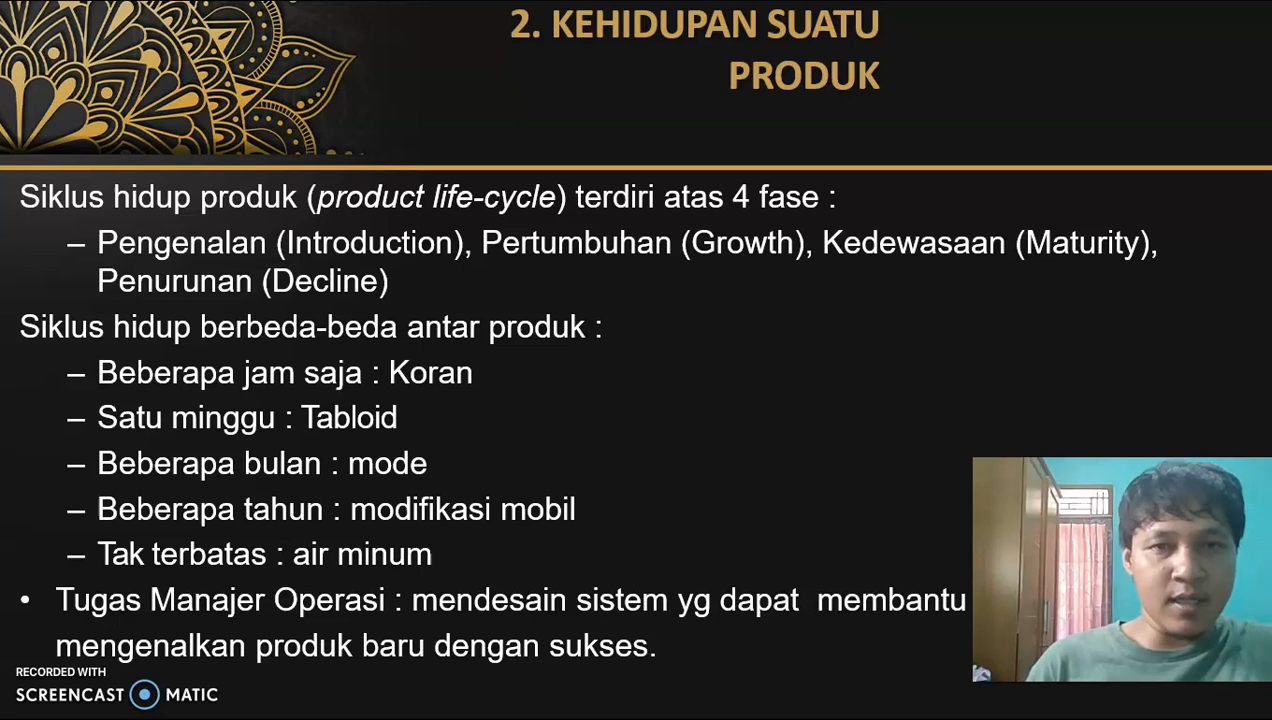 2. KEHIDUPAN SUATU
PRODUK
Siklus hidup produk (product life-cycle) terdiri atas 4 fase :
– Pengenalan (Introduction), Pertumbuhan (Growth), Kedewasaan (Maturity),
Penurunan (Decline)
Siklus hidup berbeda-beda antar produk :
– Beberapa jam saja : Koran
– Satu minggu : Tabloid
– Beberapa bulan : mode
– Beberapa tahun : modifikasi mobil
– Tak terbatas : air minum
• Tugas Manajer Operasi : mendesain sistem yg dapat membantu
mengenalkan produk baru dengan sukses.
RECORDED WITH
SCREENCAST MATIC